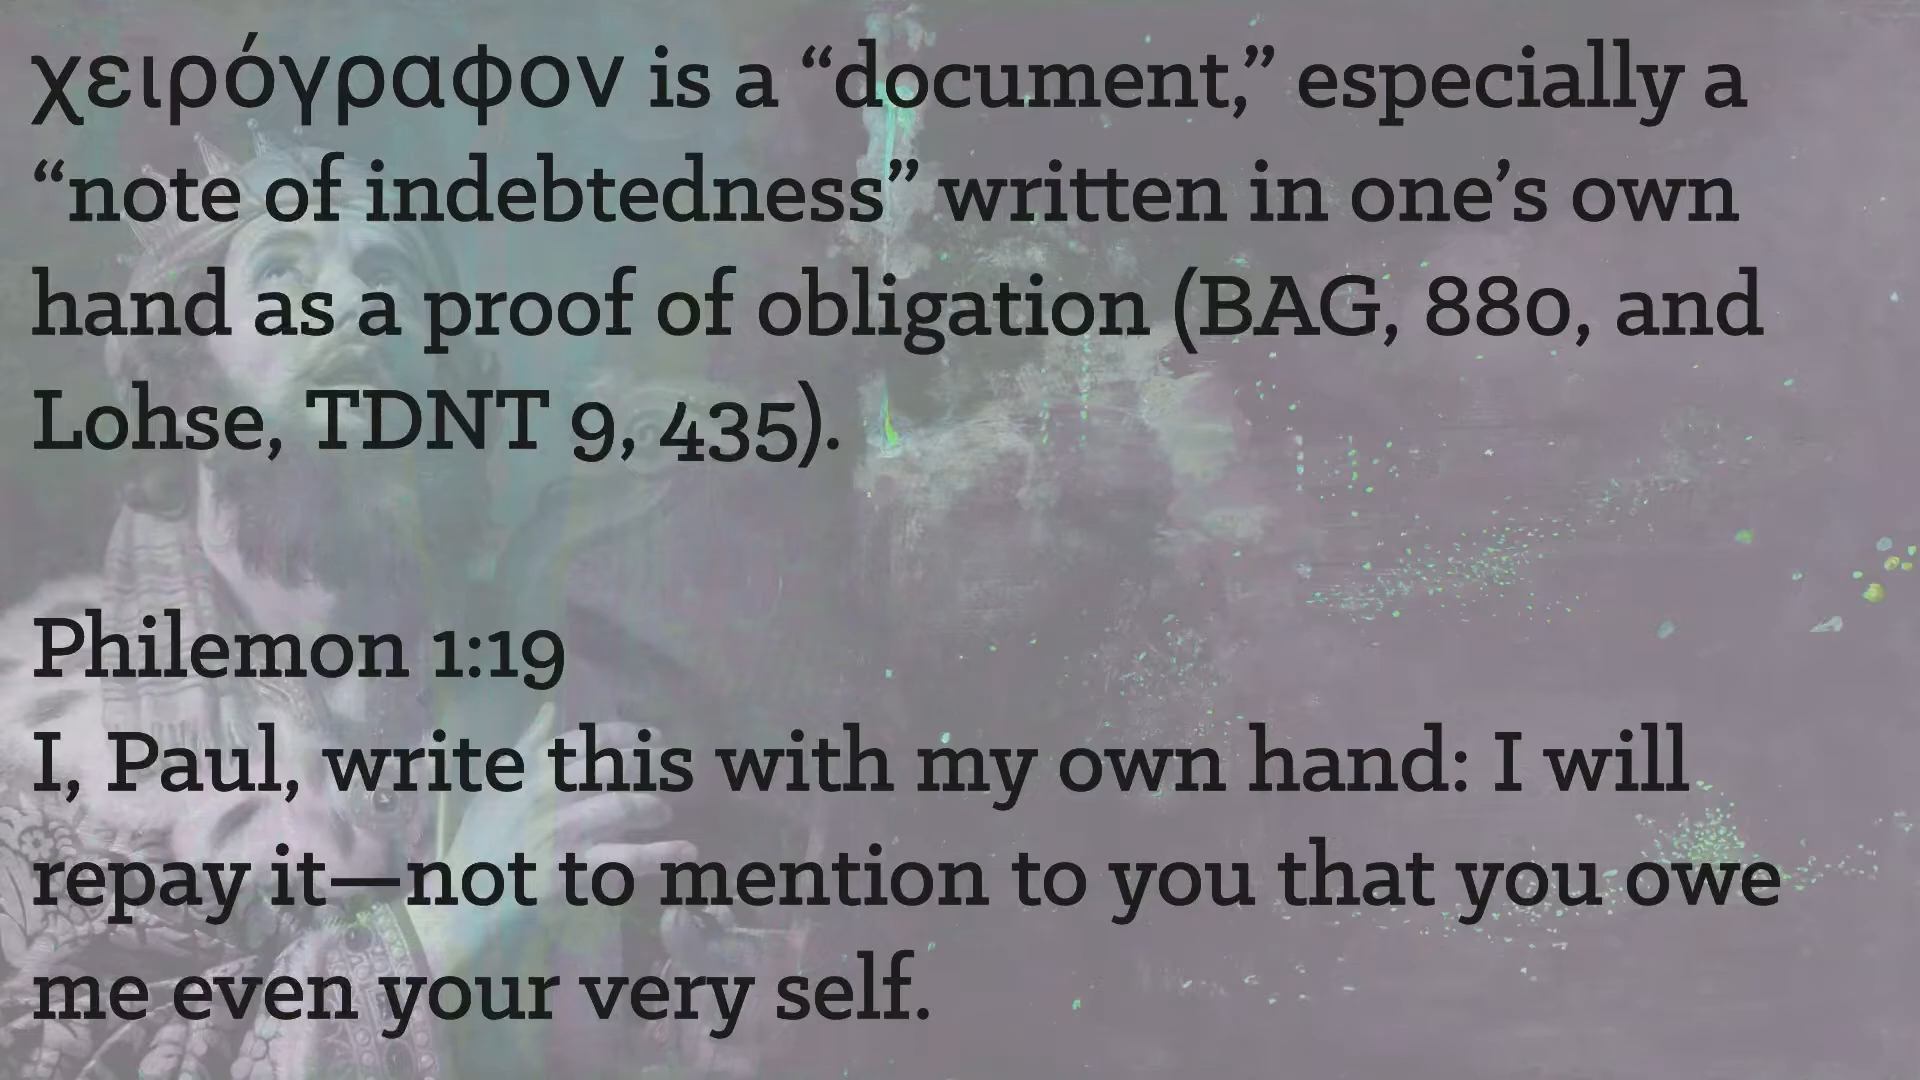 χειρόγραφον is a “document,” especially a
“note of indebtedness” written in one’s own
hand as a proof of obligation (BAG, 880, and
Lohse, TDNT 9, 435).
Philemon 1:19
I, Paul, write this with my own hand: I will
repay it—not to mention to you that you owe
me even your very self.